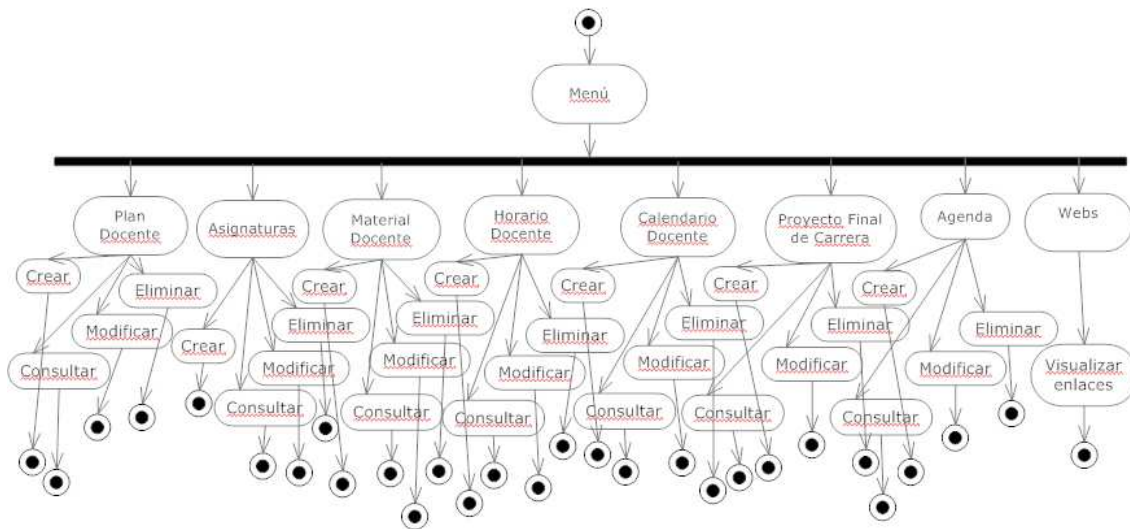 Menú
Plan
Docente
Asignaturas
Material
Docente
Horario
Docente
Calendario
Docente
Proyecto Final
de Carrera
Agenda
Webs
Crear
Eliminar
Modificar
Consultar
Crear
Eliminar
Modificar
Consultar
Crear
Eliminar
Modificar
Consultar
Crear
Eliminar
Modificar
Consultar
Crear
Eliminar
Modificar
Consultar
Crear
Eliminar
Modificar
Consultar
Crear
Eliminar
Modificar
Consultar
Visualizar
enlaces